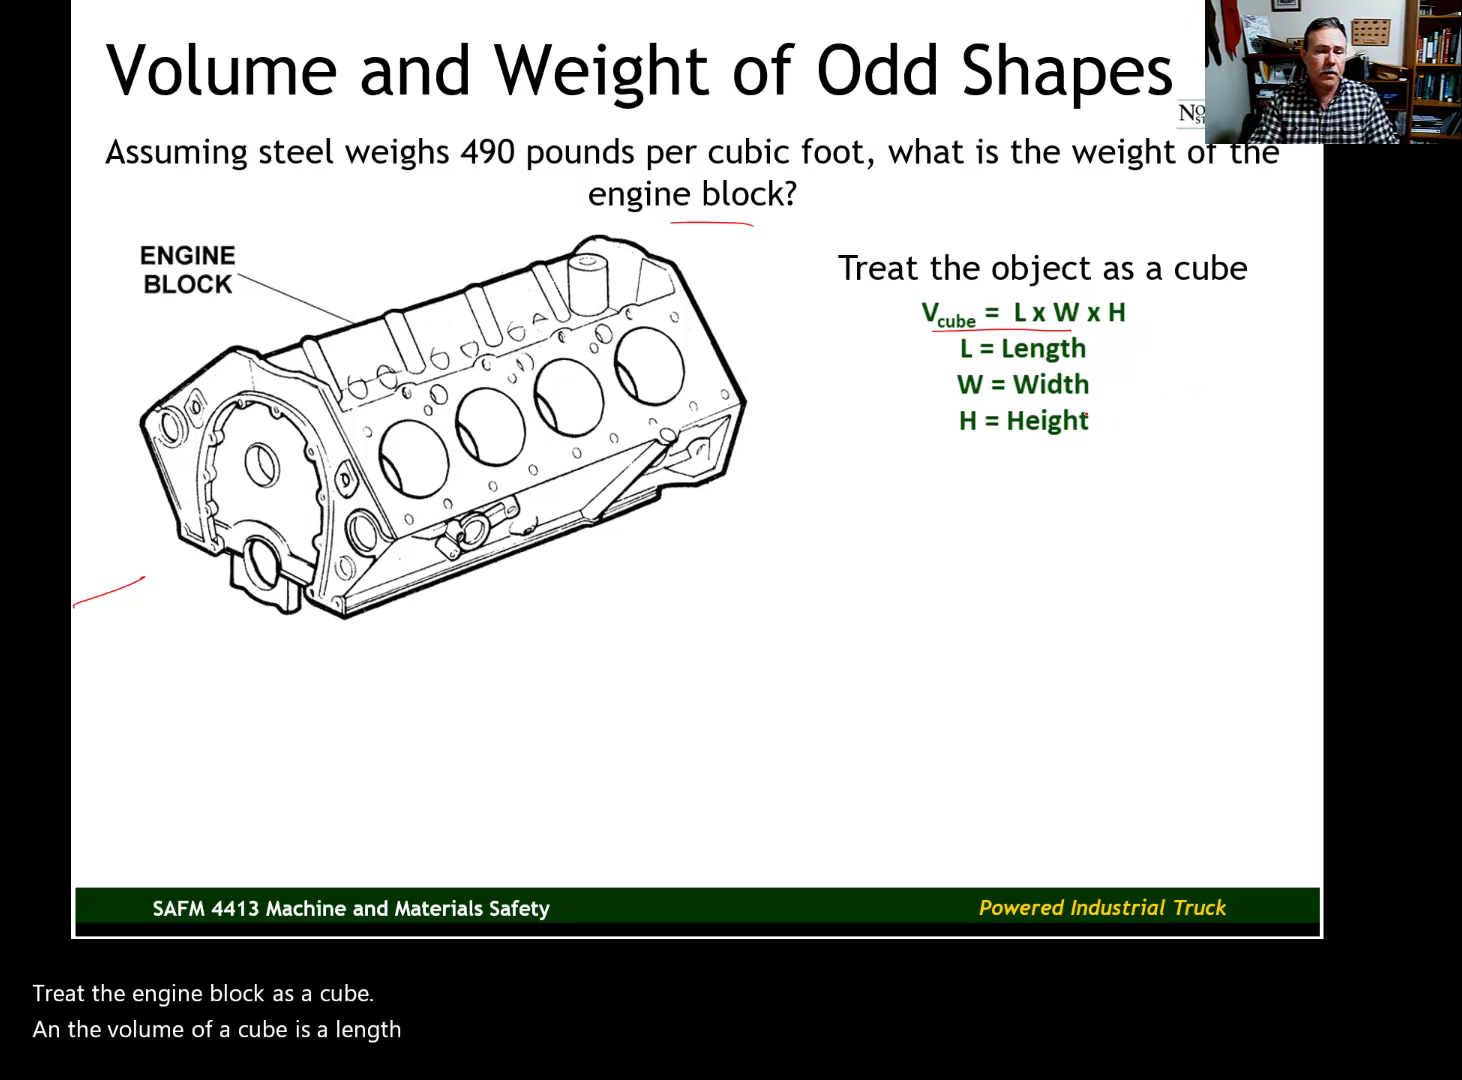 Volume and Weight of Odd Shapes
Assuming steel weighs 490 pounds per cubic foot, what is the weight of the
engine block?
ENGINE
BLOCK
Treat the object as a cube
Vcube = L x W x H
L = Length
W = Width
H = Height
SAFM 4413 Machine and Materials Safety
Powered Industrial Truck
Treat the engine block as a cube.
An the volume of a cube is a length